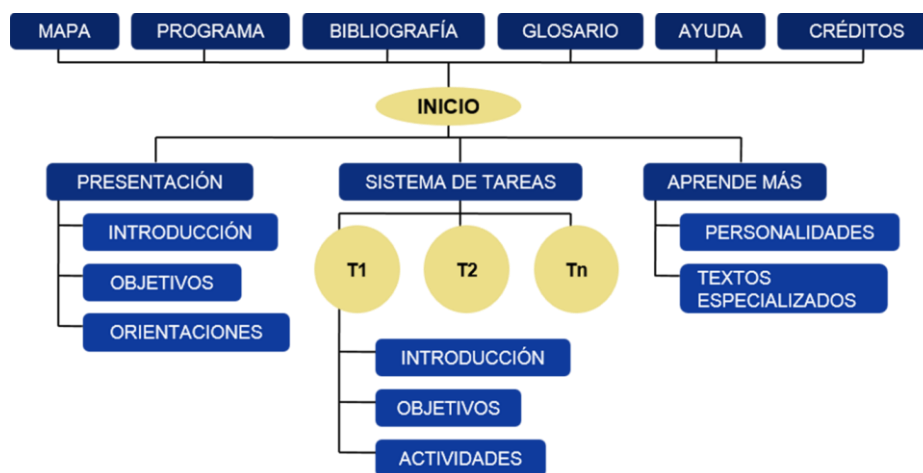 MAPA
PROGRAMA
BIBLIOGRAFÍA
GLOSARIO
AYUDA
CRÉDITOS
INICIO
PRESENTACIÓN
SISTEMA DE TAREAS
APRENDE MÁS
INTRODUCCIÓN
OBJETIVOS
ORIENTACIONES
T1
T2
Tn
INTRODUCCIÓN
OBJETIVOS
ACTIVIDADES
PERSONALIDADES
TEXTOS
ESPECIALIZADOS